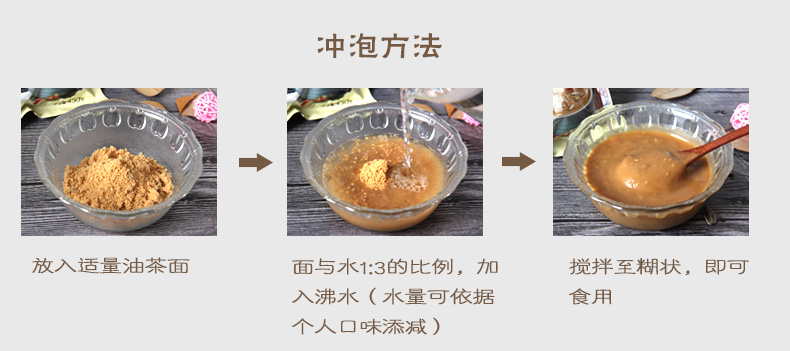 冲泡方法
放入适量油茶面
面与水1:3的比例，加
入沸水（水量可依据
个人口味添减）
搅拌至糊状，即可
食用